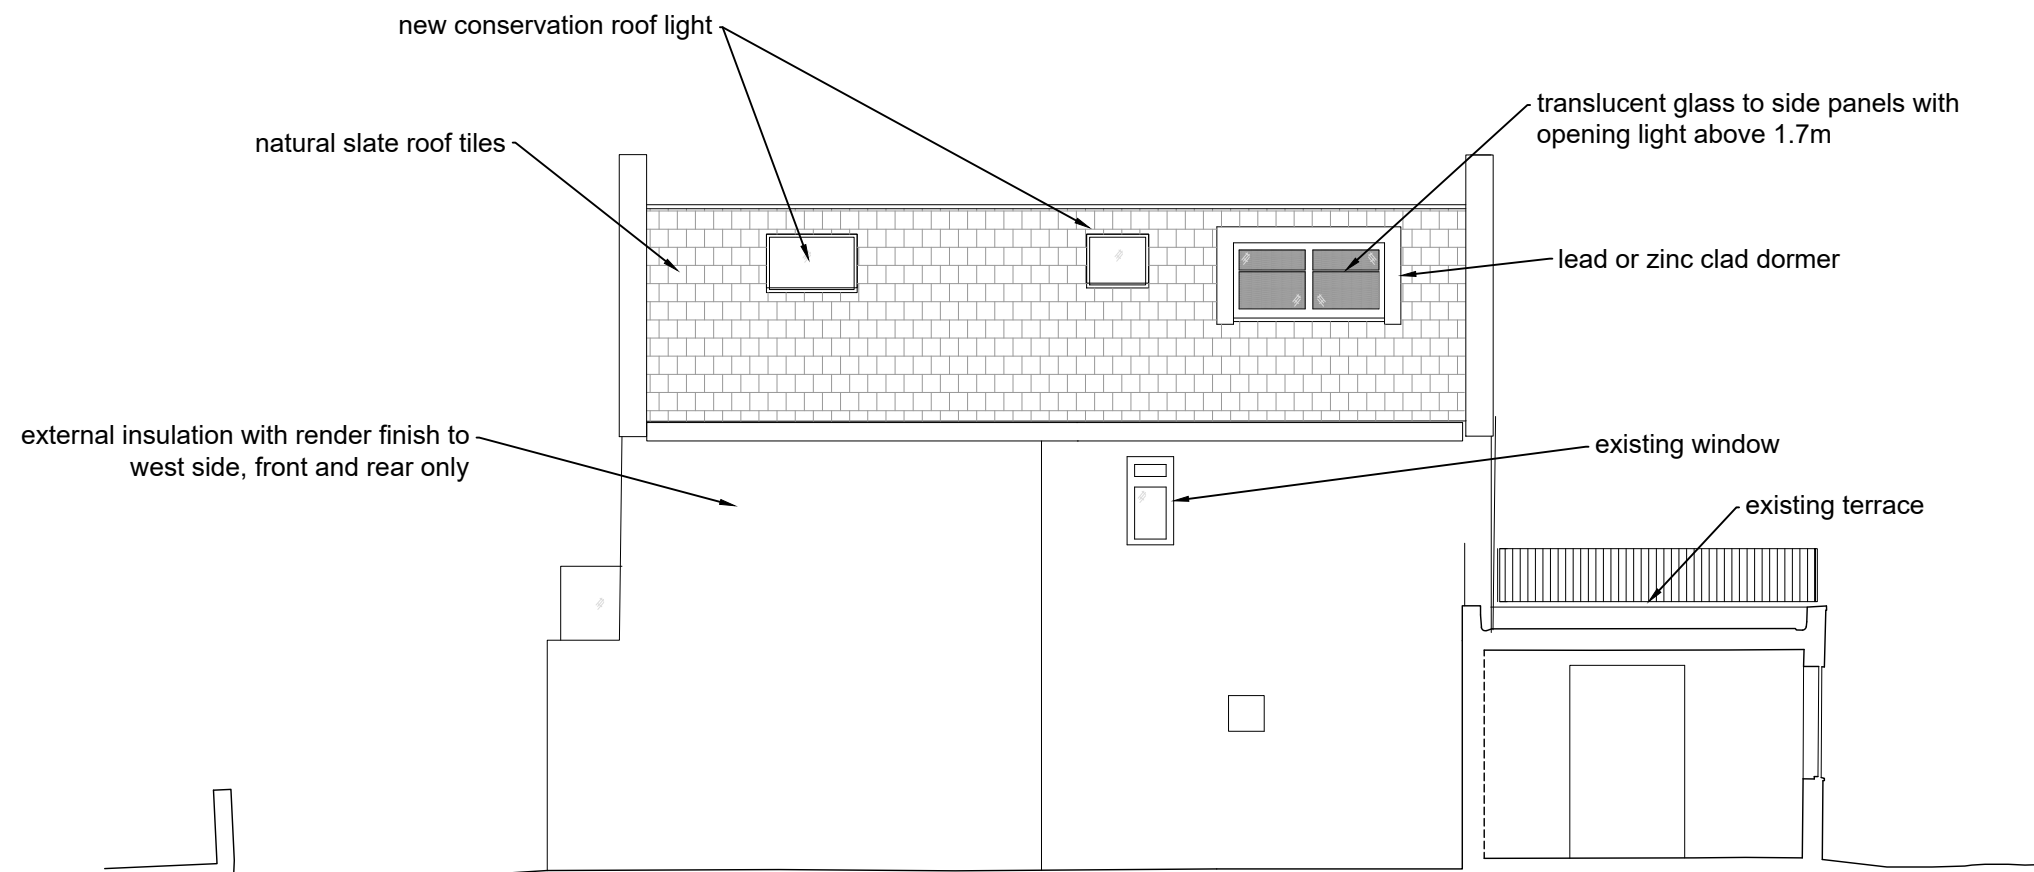 new conservation roof light
translucent glass to side panels with
opening light above 1.7m
natural slate roof tiles
lead or zinc clad dormer
external insulation with render finish to
west side, front and rear only
existing window
existing terrace